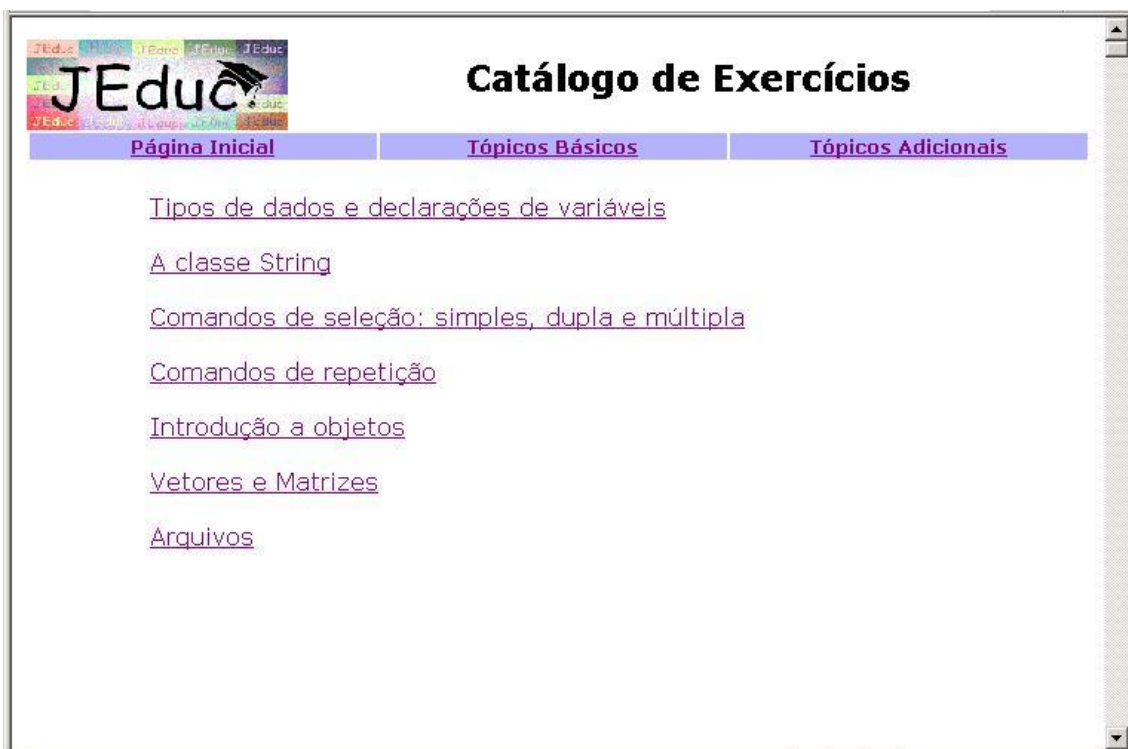 JEduc
Catálogo de Exercícios
Página Inicial Tópicos Básicos Tópicos Adicionais
Tipos de dados e declarações de variáveis
A classe String
Comandos de seleção: simples, dupla e múltipla
Comandos de repetição
Introdução a objetos
Vetores e Matrizes
Arquivos